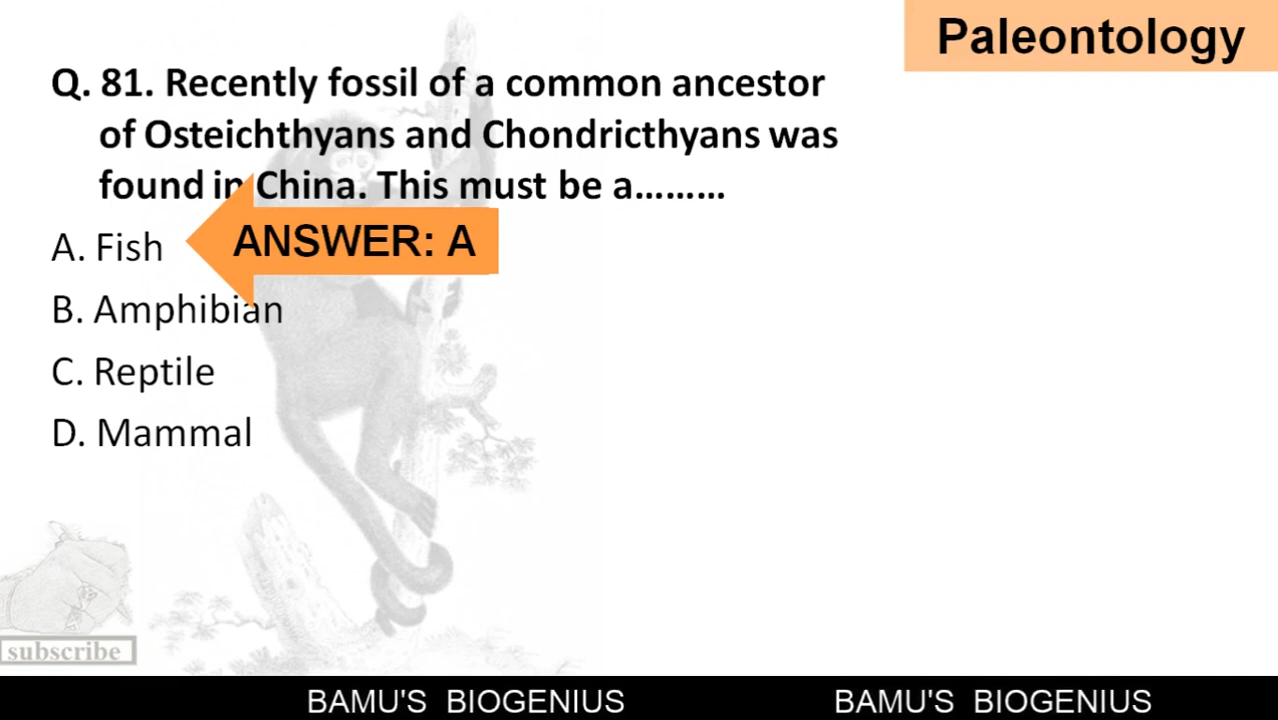 Paleontology
Q. 81. Recently fossil of a common ancestor
of Osteichthyans and Chondricthyans was
found in China. This must be a.........
A. Fish
ANSWER: A
B. Amphibian
C. Reptile
D. Mammal
subscribe
BAMU'S BIOGENIUS BAMU'S BIOGENIUS